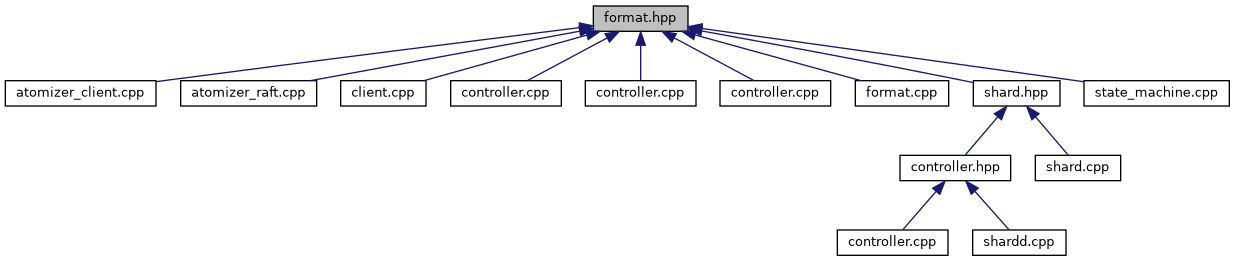 format.hpp
atomizer_client.cpp
atomizer_raft.cpp
client.cpp
controller.cpp
controller.cpp
controller.cpp
format.cpp
shard.hpp
state_machine.cpp
controller.hpp
shard.cpp
controller.cpp
shardd.cpp